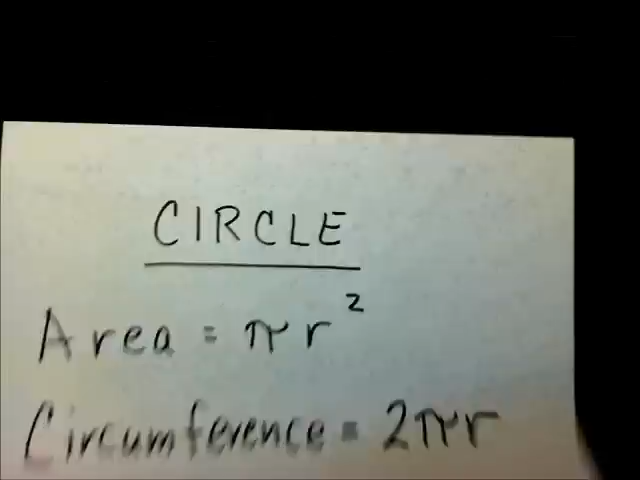 CIRCLE
Area = πr²
Circumference = 2πr